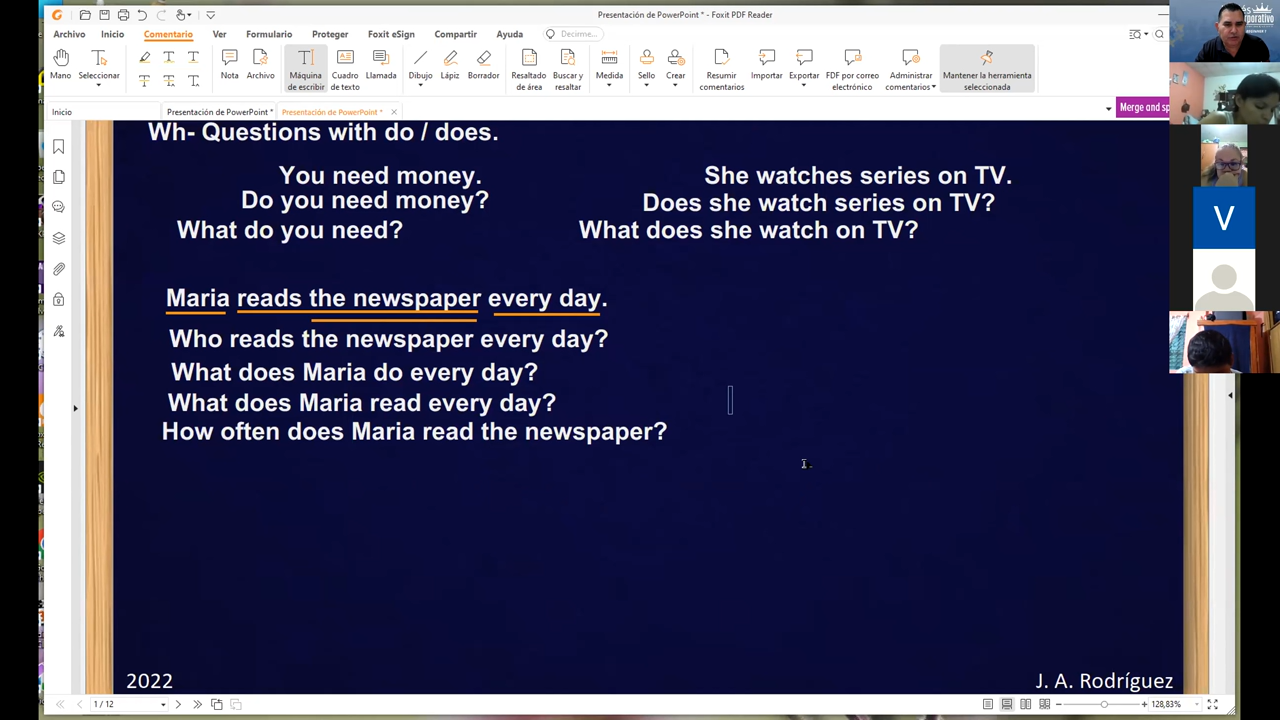 Presentación de PowerPoint * - Foxit PDF Reader
Archivo Inicio Comentario Ver Formulario Proteger Foxit eSign Compartir Ayuda Decirme...
Mano Seleccionar Nota Archivo Máquina de escribir Cuadro de texto Llamada Dibujo Lápiz Borrador Resaltado de área Buscar y resaltar Medida Sello Crear Resumir comentarios Importar Exportar FDF por correo electrónico Administrar comentarios Mantener la herramienta seleccionada
Inicio Presentación de PowerPoint * Presentación de PowerPoint * Merge and sp
Wh- Questions with do / does.
You need money. She watches series on TV.
Do you need money? Does she watch series on TV?
What do you need? What does she watch on TV?
V
Maria reads the newspaper every day.
Who reads the newspaper every day?
What does Maria do every day?
What does Maria read every day?
How often does Maria read the newspaper?
2022 J. A. Rodríguez
1 / 12 128,83%